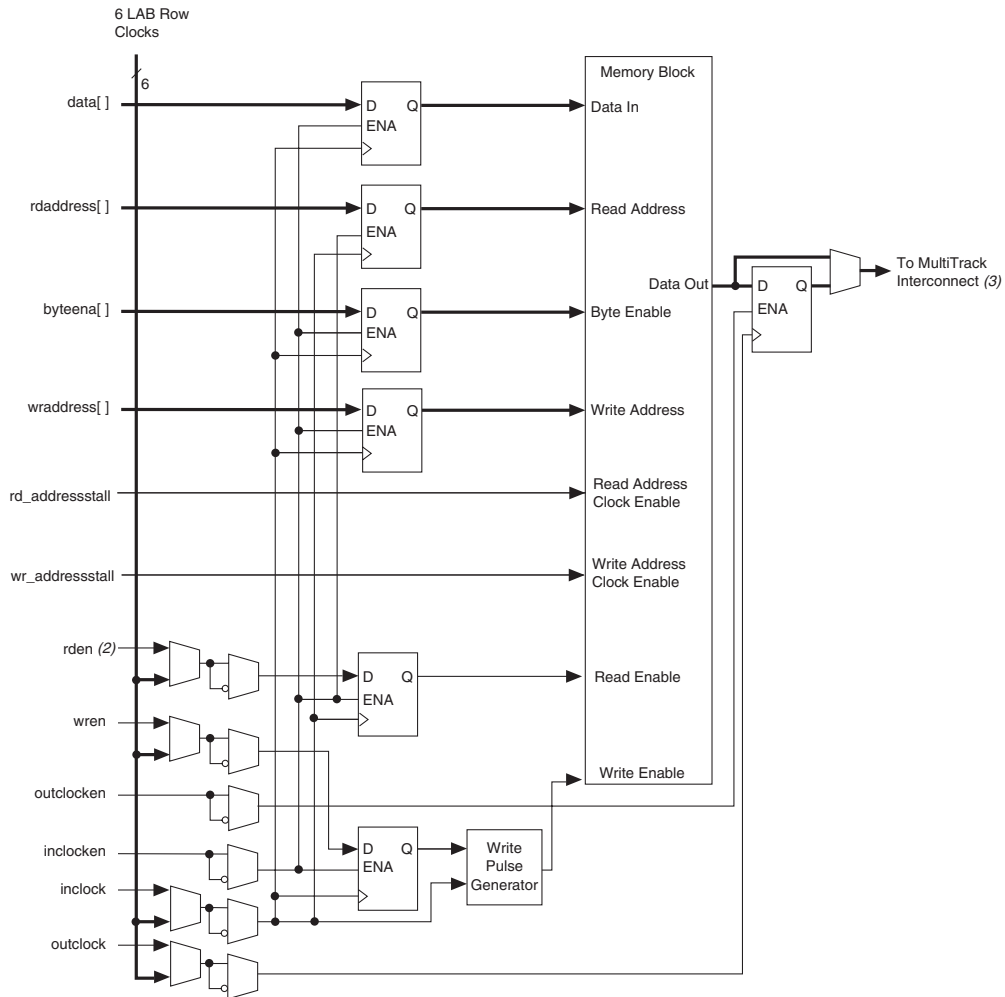 6 LAB Row
Clocks
6
data[ ]
D Q
ENA
Memory Block
Data In
rdaddress[ ]
D Q
ENA
Read Address
byteena[ ]
D Q
ENA
Byte Enable
Data Out
D Q
ENA
To MultiTrack
Interconnect (3)
wraddress[ ]
D Q
ENA
Write Address
rd_addressstall
Read Address
Clock Enable
wr_addressstall
Write Address
Clock Enable
rden (2)
D Q
ENA
Read Enable
wren
Write Enable
outclocken
inclocken
D Q
ENA
Write
Pulse
Generator
inclock
outclock